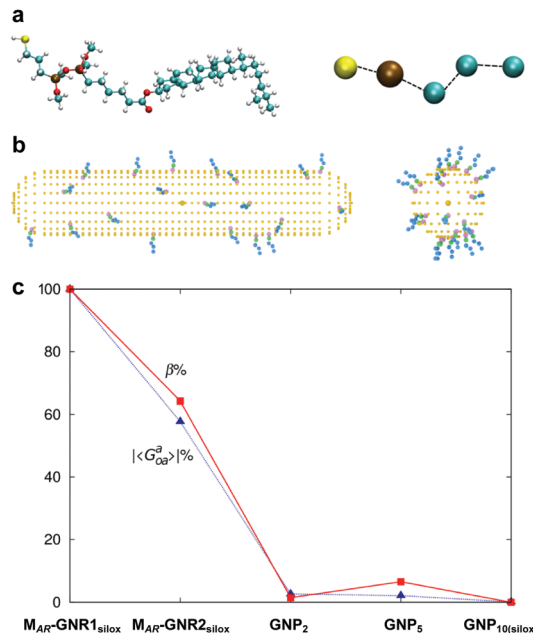 a
b
c
100
80
60
40
20
0
β%
|<G^a_oa>|%
M_AR-GNR1_silox
M_AR-GNR2_silox
GNP_2
GNP_5
GNP_10(silox